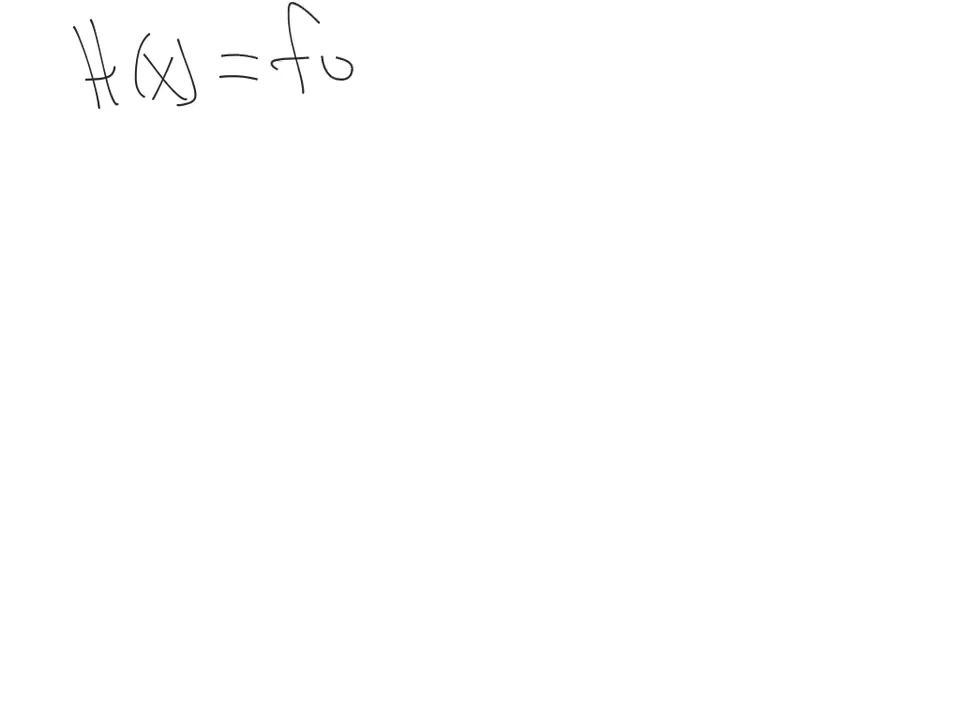 H(x) = fo